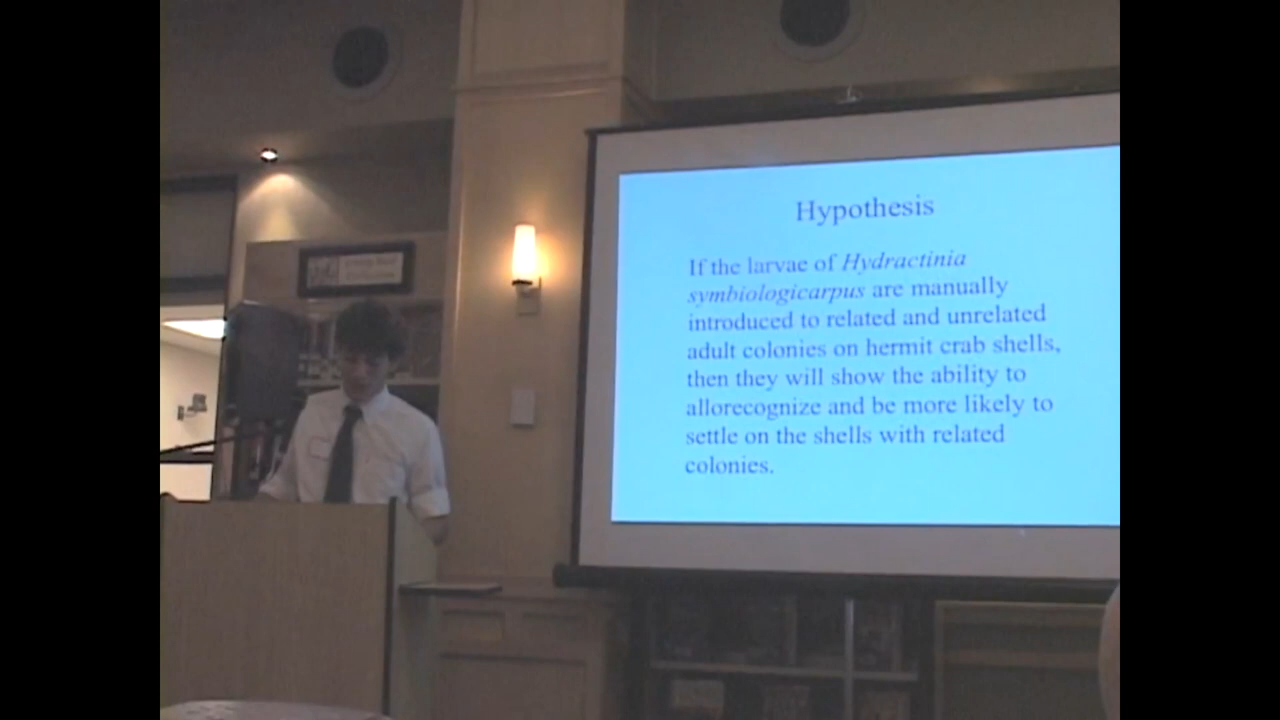 Hypothesis
If the larvae of Hydractinia
symbiologicarpus are manually
introduced to related and unrelated
adult colonies on hermit crab shells,
then they will show the ability to
allorecognize and be more likely to
settle on the shells with related
colonies.